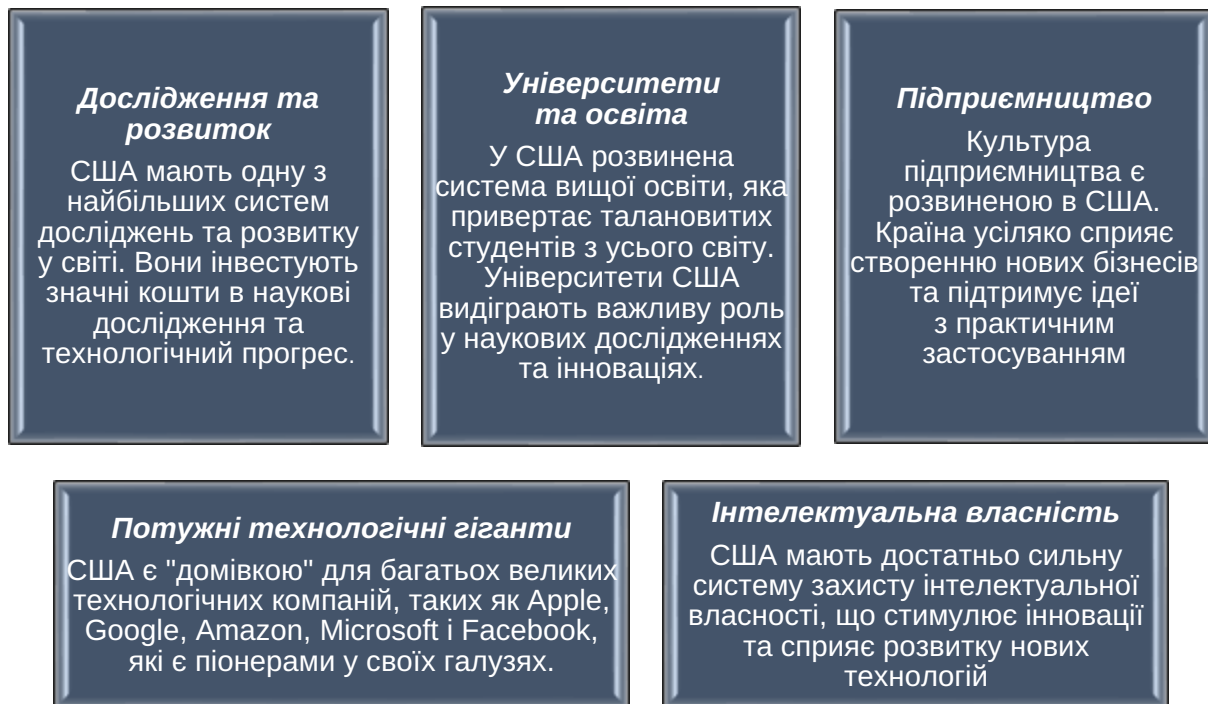 Дослідження та
розвиток
США мають одну з
найбільших систем
досліджень та розвитку
у світі. Вони інвестують
значні кошти в наукові
дослідження та
технологічний прогрес.
Університети
та освіта
У США розвинена
система вищої освіти, яка
привертає талановитих
студентів з усього світу.
Університети США
видіграють важливу роль
у наукових дослідженнях
та інноваціях.
Підприємництво
Культура
підприємництва є
розвиненою в США.
Країна усіляко сприяє
створенню нових бізнесів
та підтримує ідеї
з практичним
застосуванням
Потужні технологічні гіганти
США є "домівкою" для багатьох великих
технологічних компаній, таких як Apple,
Google, Amazon, Microsoft і Facebook,
які є піонерами у своїх галузях.
Інтелектуальна власність
США мають достатньо сильну
систему захисту інтелектуальної
власності, що стимулює інновації
та сприяє розвитку нових
технологій